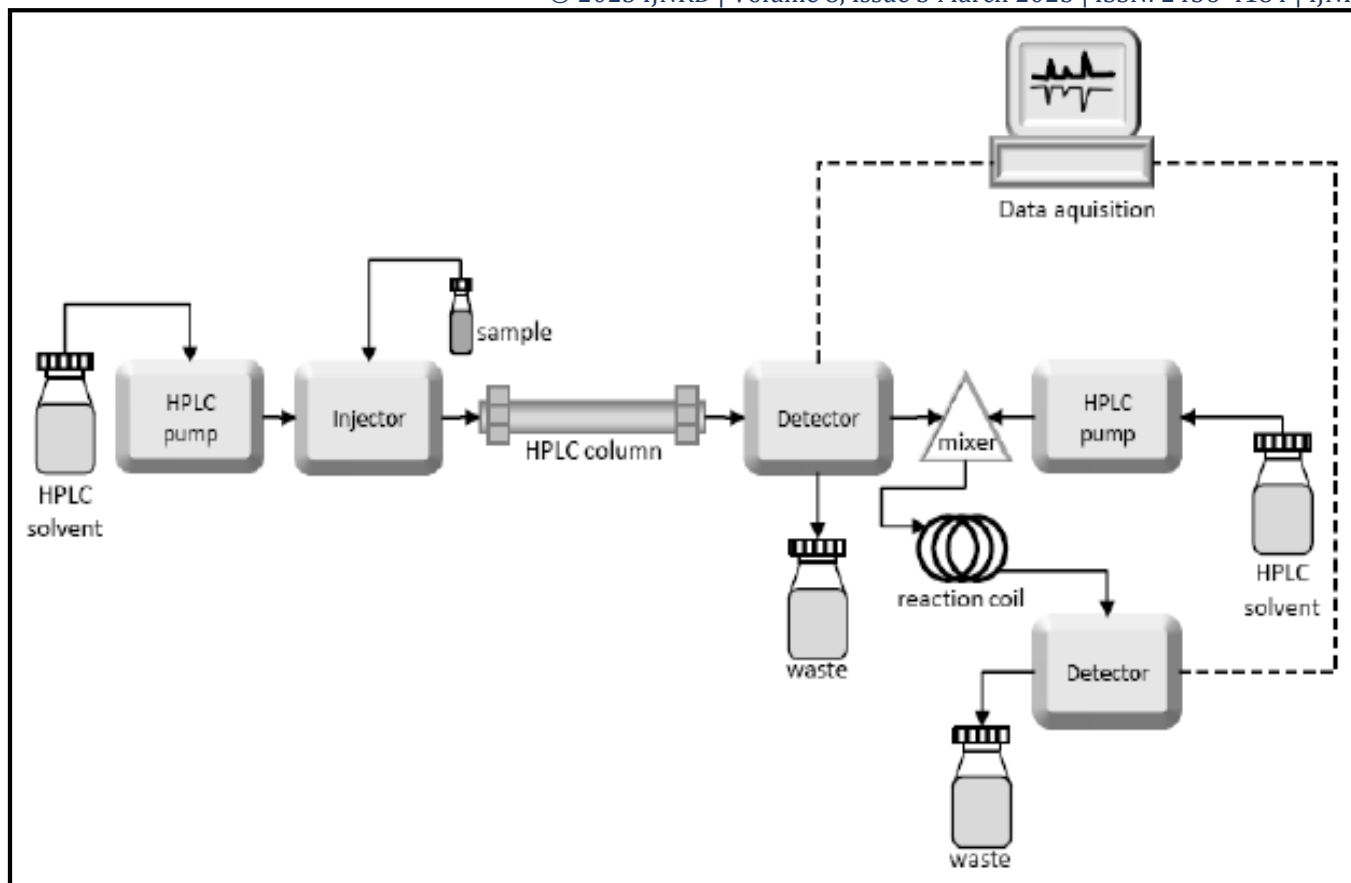 Data aquisition
sample
HPLC
pump
Injector
HPLC column
Detector
mixer
HPLC
pump
HPLC
solvent
waste
reaction coil
HPLC
solvent
Detector
waste